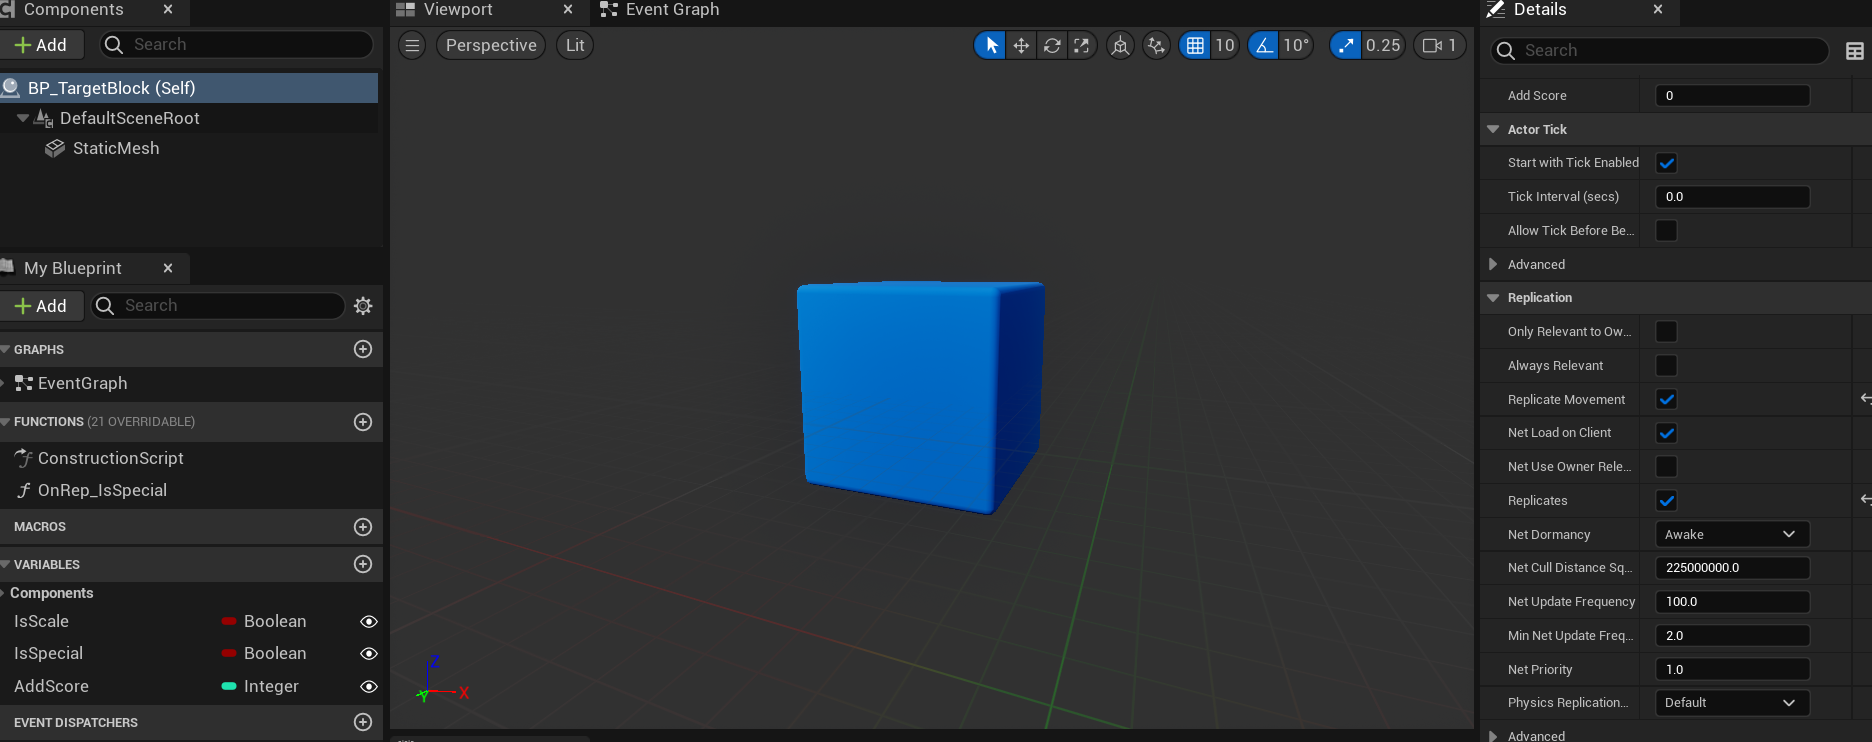 Components
Add
Search
BP_TargetBlock (Self)
DefaultSceneRoot
StaticMesh
My Blueprint
Add
Search
GRAPHS
EventGraph
FUNCTIONS (21 OVERRIDABLE)
ConstructionScript
OnRep_IsSpecial
MACROS
VARIABLES
Components
IsScale Boolean
IsSpecial Boolean
AddScore Integer
EVENT DISPATCHERS
Viewport
Event Graph
Perspective
Lit
10
10°
0.25
1
Z
Y
X
Details
Search
Add Score 0
Actor Tick
Start with Tick Enabled
Tick Interval (secs) 0.0
Allow Tick Before Be...
Advanced
Replication
Only Relevant to Ow...
Always Relevant
Replicate Movement
Net Load on Client
Net Use Owner Rele...
Replicates
Net Dormancy Awake
Net Cull Distance Sq... 225000000.0
Net Update Frequency 100.0
Min Net Update Freq... 2.0
Net Priority 1.0
Physics Replication... Default
Advanced